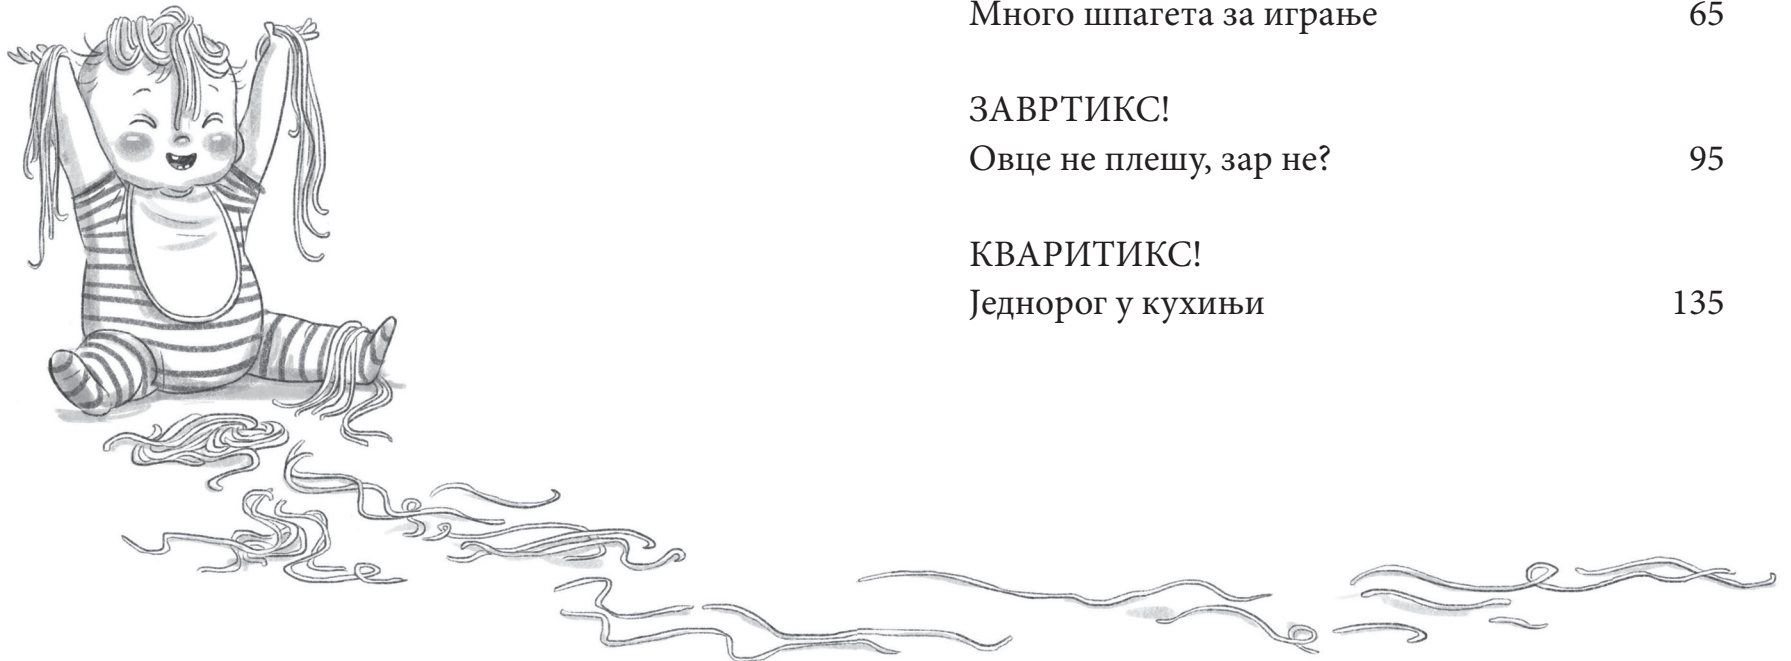 Много шпагета за играње 65
ЗАВРТИКС!
Овце не плешу, зар не? 95
КВАРИТИКС!
Једнорог у кухињи 135